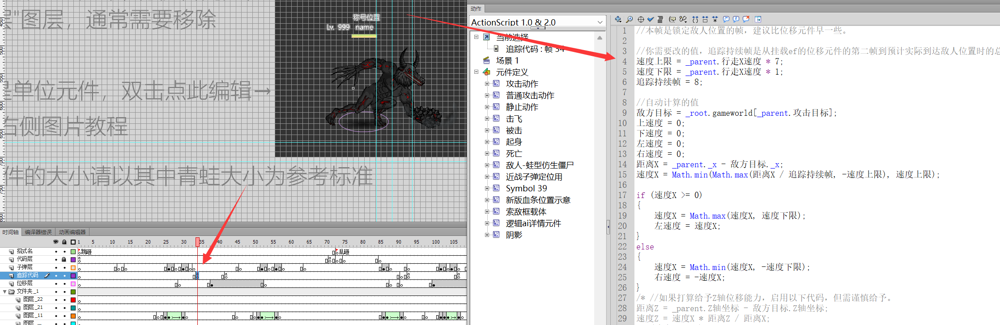 层"图层，通常需要移除
称号位置
Lv. 999 name
单位元件，双击点此编辑→
右侧图片教程
件的大小请以其中青蛙大小为参考标准
时间轴 编译器错误 动画编辑器
1 5 10 15 20 25 30 35 40 45 50 55 60 65 70 75 80 85 90 95 100 105
招式名
跳砸
乱砸
代码层
子弹层
追踪代码
位移层
文件夹_1
图层_22
图层_21
图层_11
图层_...
动作
ActionScript 1.0 & 2.0
当前选择
追踪代码 : 帧 34
场景 1
元件定义
攻击动作
普通攻击动作
静止动作
击飞
被击
起身
死亡
敌人-蛙型仿生僵尸
近战子弹定位用
Symbol 39
新版血条位置示意
索敌框载体
逻辑ai详情元件
阴影
1 //本帧是锁定敌人位置的帧，建议比位移元件早一些。
2
3 //你需要改的值，追踪持续帧是从挂载ef的位移元件的第二帧到预计实际到达敌人位置时的总
4 速度上限 = _parent.行走X速度 * 7;
5 速度下限 = _parent.行走X速度 * 1;
6 追踪持续帧 = 8;
7
8 //自动计算的值
9 敌方目标 = _root.gameworld[_parent.攻击目标];
10 上速度 = 0;
11 下速度 = 0;
12 左速度 = 0;
13 右速度 = 0;
14 距离X = _parent._x - 敌方目标._x;
15 速度X = Math.min(Math.max(距离X / 追踪持续帧, -速度上限), 速度上限);
16
17 if (速度X >= 0)
18 {
19 速度X = Math.max(速度X, 速度下限);
20 左速度 = 速度X;
21 }
22 else
23 {
24 速度X = Math.min(速度X, -速度下限);
25 右速度 = -速度X;
26 }
27 /* //如果打算给予Z轴位移能力，启用以下代码，但需谨慎给予。
28 距离Z = _parent.Z轴坐标 - 敌方目标.Z轴坐标;
29 速度Z = 速度X * 距离Z / 距离X;